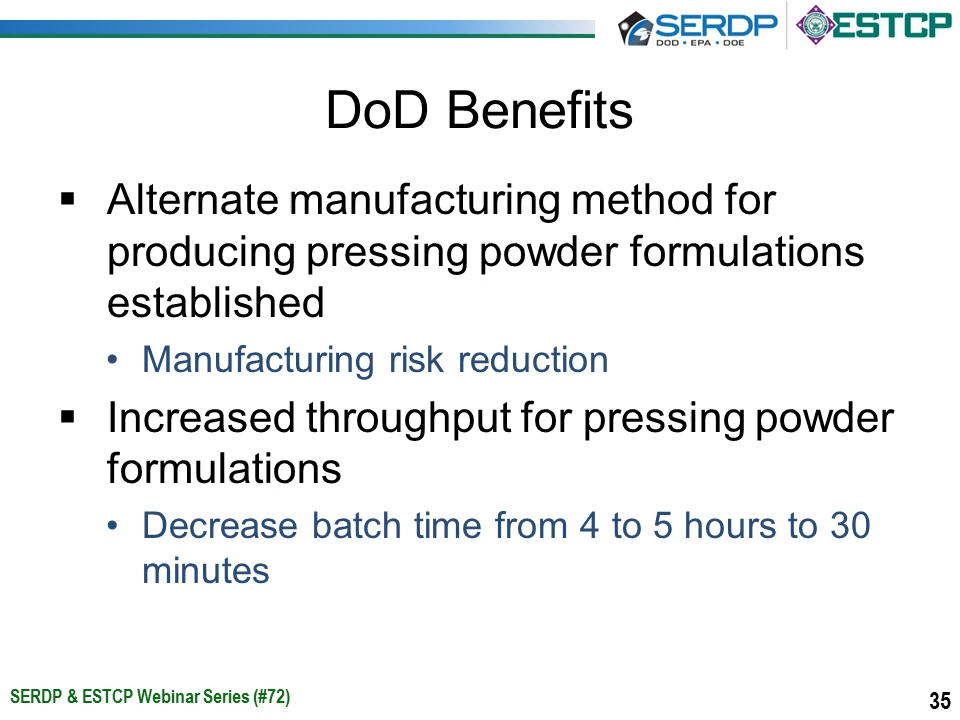 SERDP
DOD • EPA • DOE
ESTCP
DoD Benefits
▪ Alternate manufacturing method for
producing pressing powder formulations
established
• Manufacturing risk reduction
▪ Increased throughput for pressing powder
formulations
• Decrease batch time from 4 to 5 hours to 30
minutes
SERDP & ESTCP Webinar Series (#72)
35